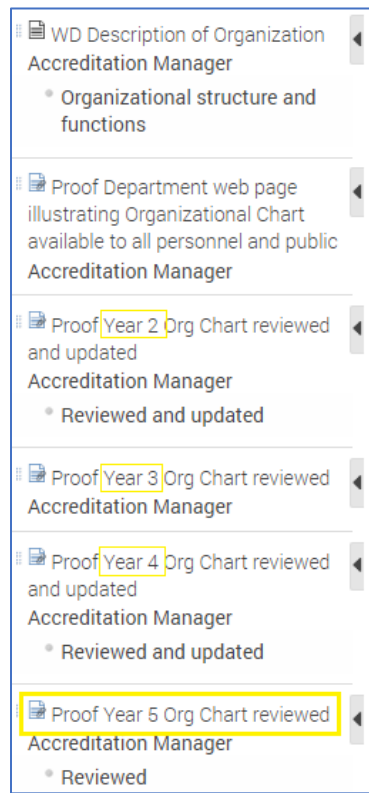 WD Description of Organization
Accreditation Manager
Organizational structure and
functions
Proof Department web page
illustrating Organizational Chart
available to all personnel and public
Accreditation Manager
Proof Year 2 Org Chart reviewed
and updated
Accreditation Manager
Reviewed and updated
Proof Year 3 Org Chart reviewed
Accreditation Manager
Proof Year 4 Org Chart reviewed
and updated
Accreditation Manager
Reviewed and updated
Proof Year 5 Org Chart reviewed
Accreditation Manager
Reviewed